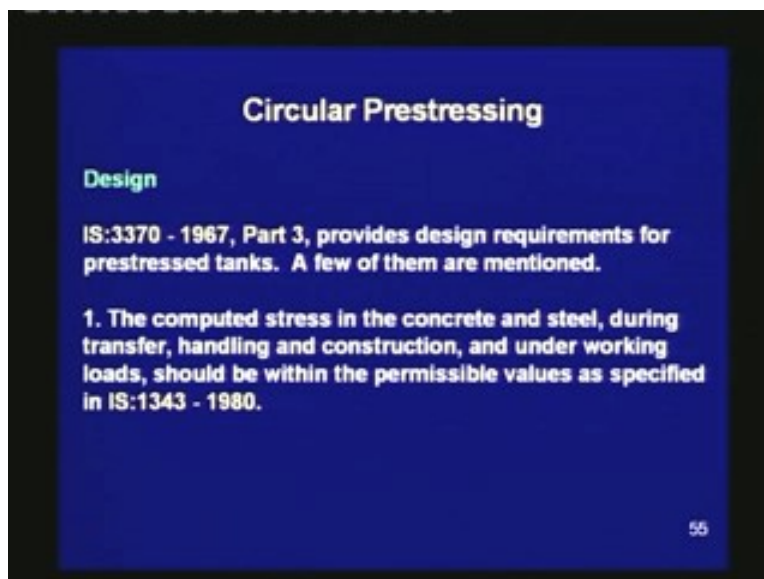 Circular Prestressing
Design
IS:3370 - 1967, Part 3, provides design requirements for
prestressed tanks. A few of them are mentioned.
1. The computed stress in the concrete and steel, during
transfer, handling and construction, and under working
loads, should be within the permissible values as specified
in IS:1343 - 1980.
55